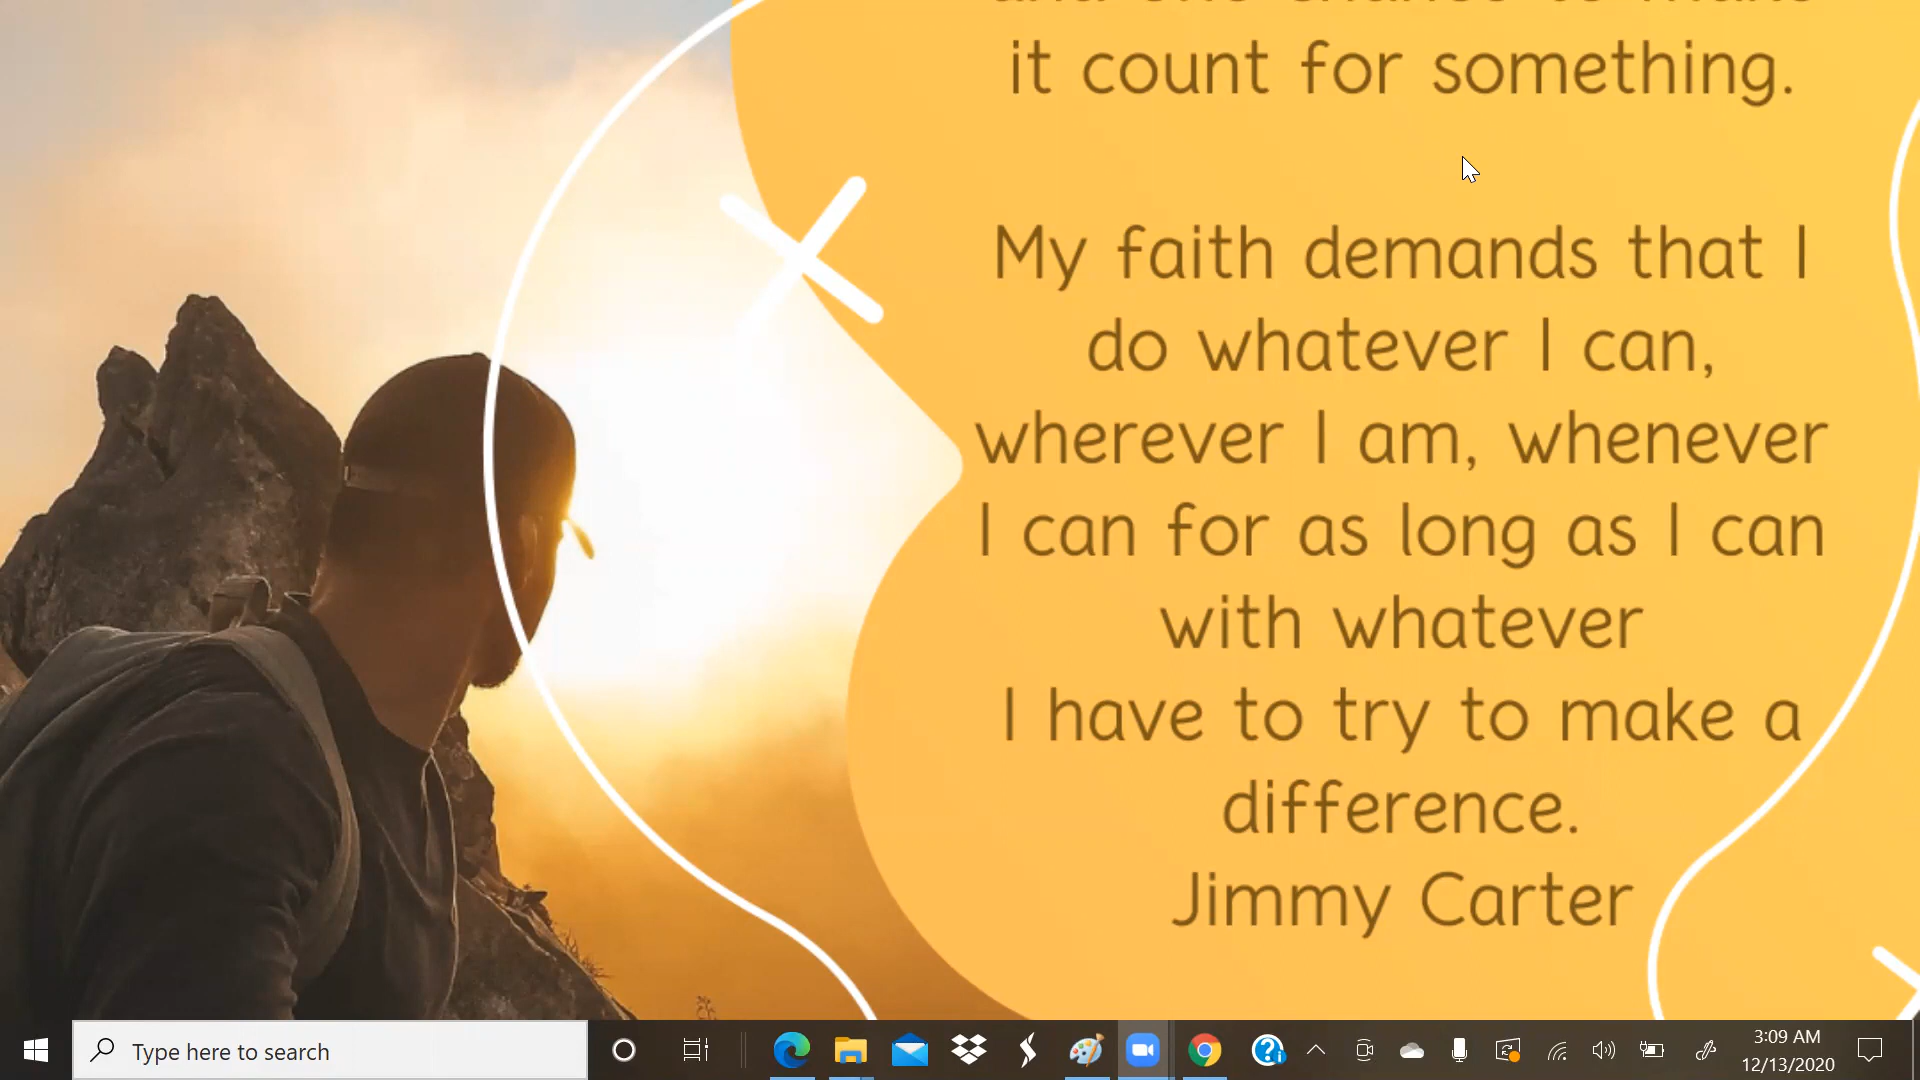 it count for something.
My faith demands that I
do whatever I can,
wherever I am, whenever
I can for as long as I can
with whatever
I have to try to make a
difference.
Jimmy Carter
Type here to search
3:09 AM
12/13/2020